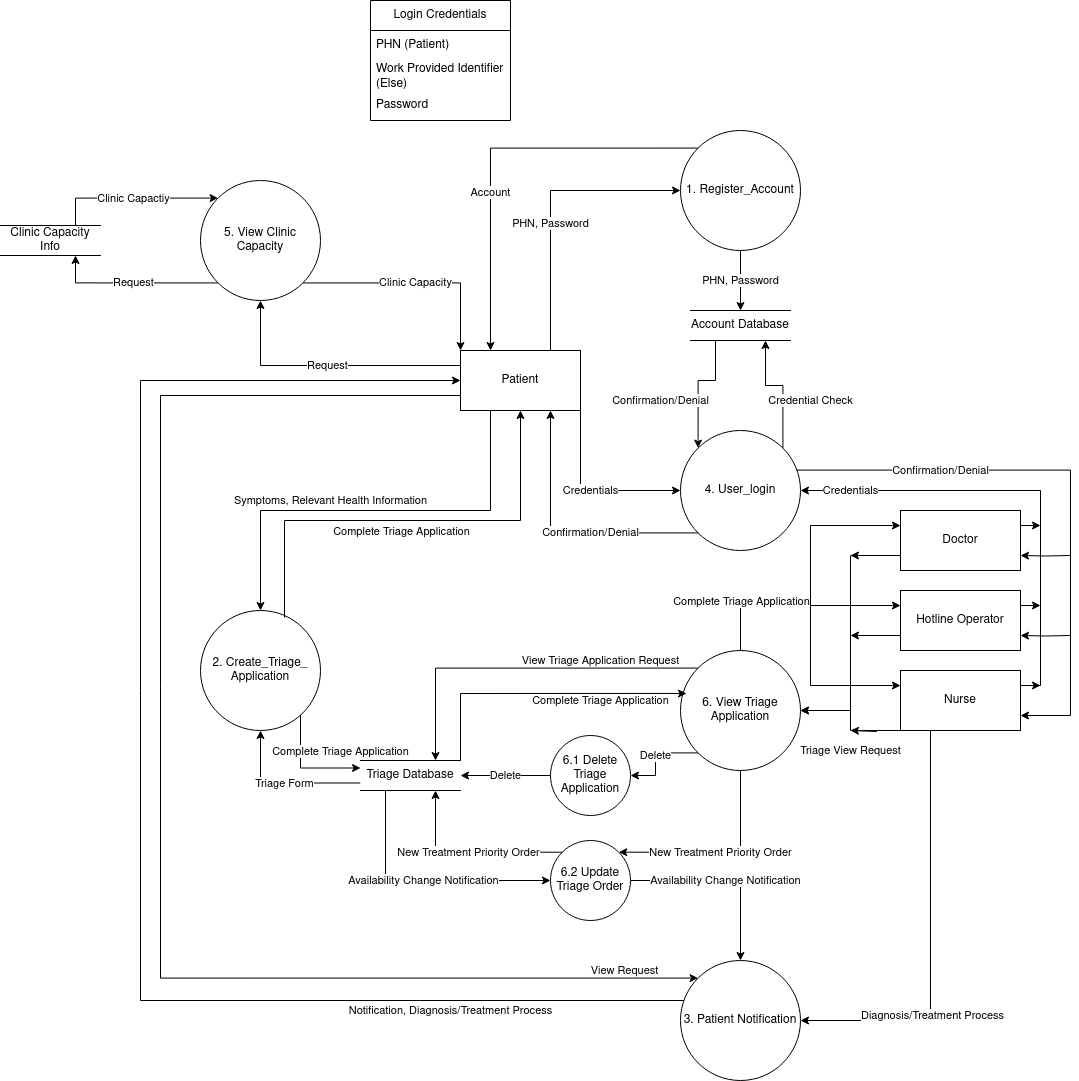 Login Credentials
PHN (Patient)
Work Provided Identifier
(Else)
Password
1. Register_Account
Account
PHN, Password
Clinic Capactiy
5. View Clinic
Capacity
Clinic Capacity
Info
Request
Clinic Capacity
PHN, Password
Account Database
Request
Patient
Confirmation/Denial
Credential Check
Confirmation/Denial
Credentials
4. User_login
Credentials
Symptoms, Relevant Health Information
Complete Triage Application
Confirmation/Denial
Doctor
Complete Triage Application
Hotline Operator
2. Create_Triage_
Application
View Triage Application Request
Complete Triage Application
6. View Triage
Application
Nurse
Complete Triage Application
Triage View Request
Delete
6.1 Delete
Triage
Application
Triage Database
Delete
Triage Form
New Treatment Priority Order
New Treatment Priority Order
6.2 Update
Triage Order
Availability Change Notification
Availability Change Notification
View Request
Notification, Diagnosis/Treatment Process
3. Patient Notification
Diagnosis/Treatment Process